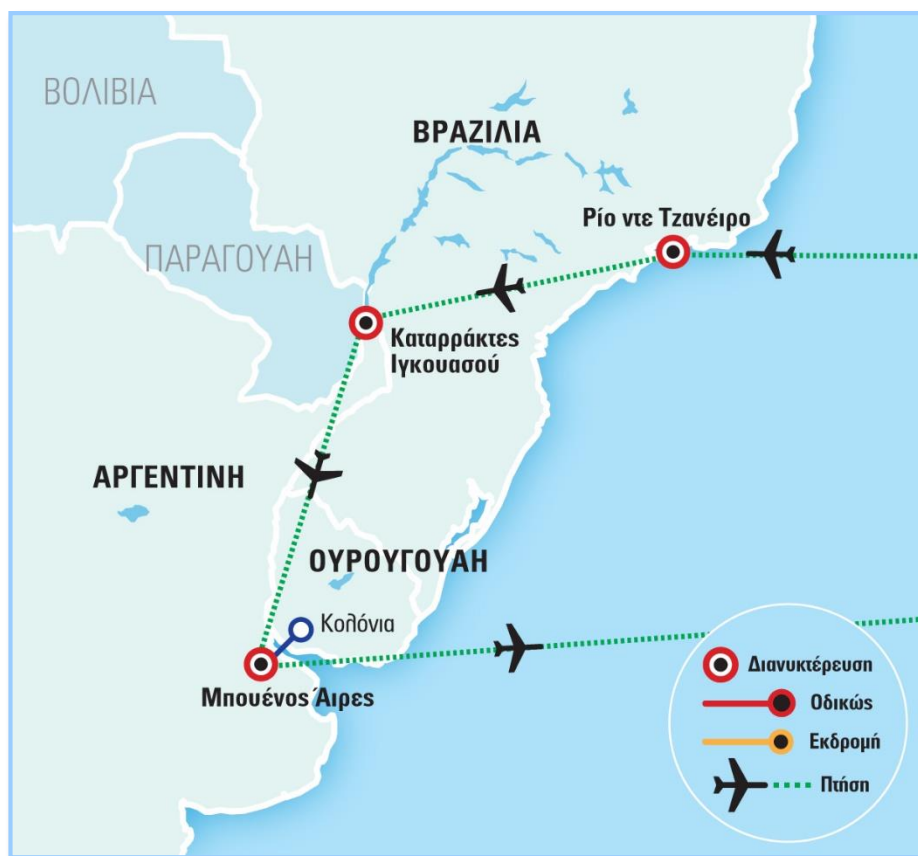 ΒΟΛΙΒΙΑ
ΒΡΑΖΙΛΙΑ
Ρίο ντε Τζανέιρο
ΠΑΡΑΓΟΥΑΗ
Καταρράκτες
Ιγκουασού
ΑΡΓΕΝΤΙΝΗ
ΟΥΡΟΥΓΟΥΑΗ
Κολόνια
Μπουένος Άιρες
Διανυκτέρευση
Οδικώς
Εκδρομή
Πτήση